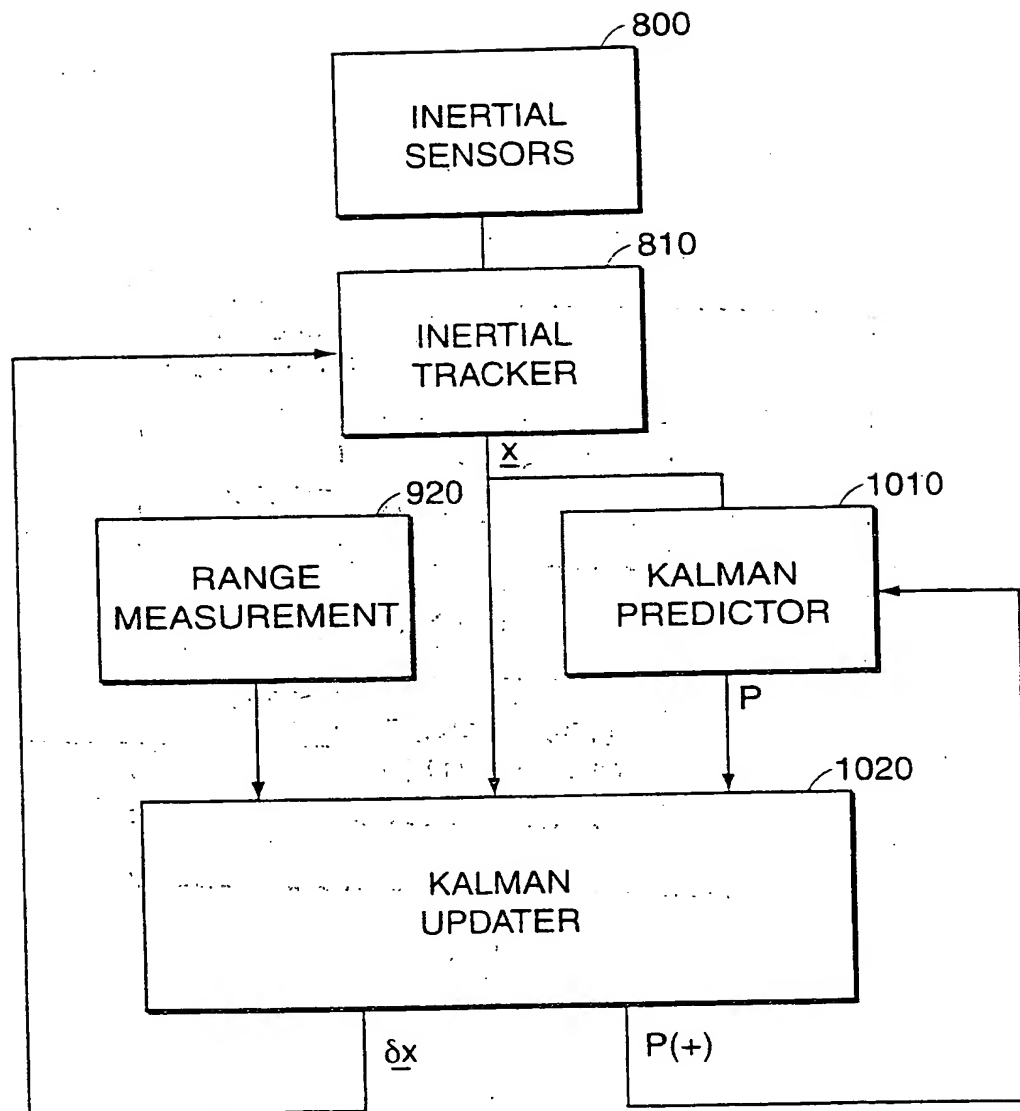 800
INERTIAL
SENSORS
810
INERTIAL
TRACKER
x
920
RANGE
MEASUREMENT
1010
KALMAN
PREDICTOR
P
1020
KALMAN
UPDATER
δx
P(+)